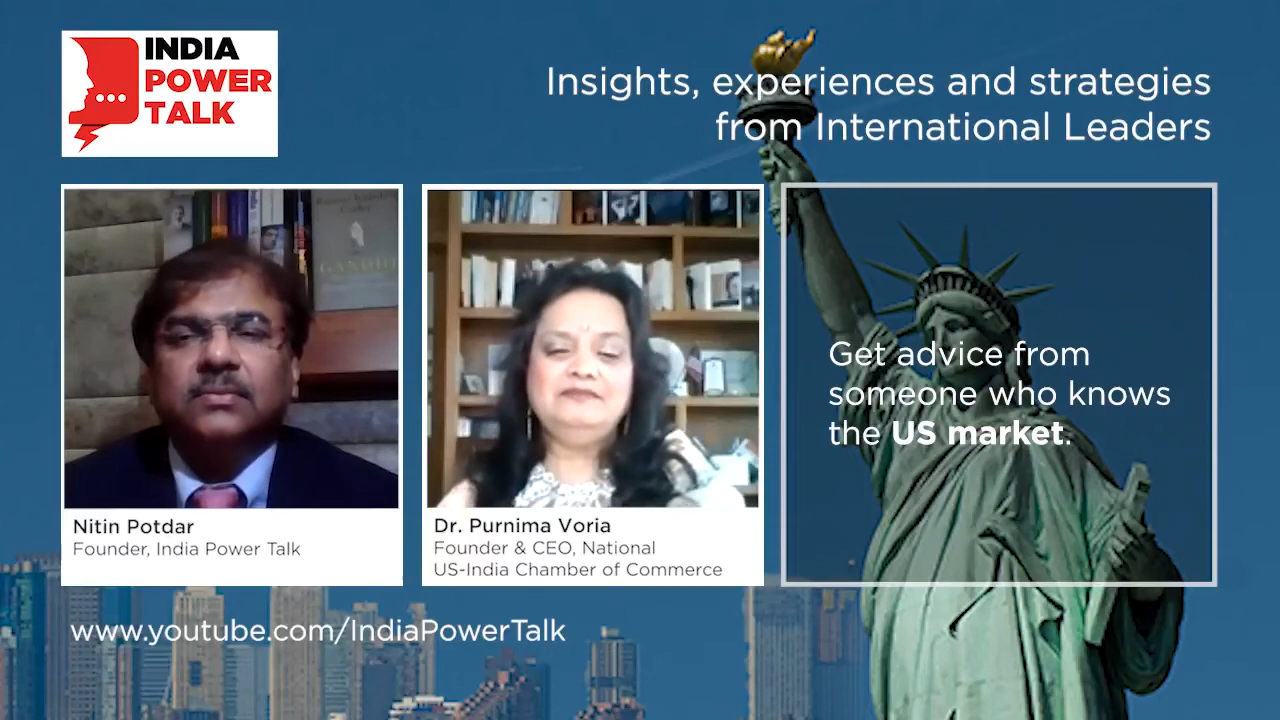 INDIA
POWER
TALK
Insights, experiences and strategies
from International Leaders
GANDHI
Get advice from
someone who knows
the US market.
Nitin Potdar
Founder, India Power Talk
Dr. Purnima Voria
Founder & CEO, National
US-India Chamber of Commerce
www.youtube.com/IndiaPowerTalk